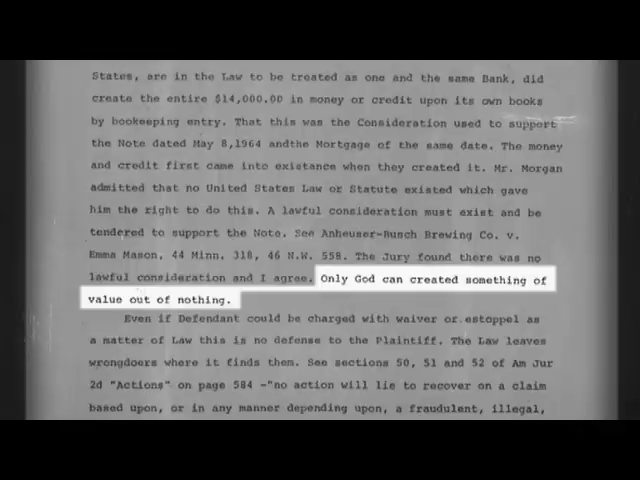 States, are in the Law to be treated as one and the same Bank, did
create the entire $14,000.00 in money or credit upon its own books
by bookeeping entry. That this was the Consideration used to support
the Note dated May 8,1964 andthe Mortgage of the same date. The money
and credit first came into existance when they created it. Mr. Morgan
admitted that no United States Law or Statute existed which gave
him the right to do this. A lawful consideration must exist and be
tendered to support the Note. See Anheuser-Busch Brewing Co. v.
Emma Mason, 44 Minn. 318, 46 N.W. 558. The Jury found there was no
lawful consideration and I agree. Only God can created something of
value out of nothing.
Even if Defendant could be charged with waiver or estoppel as
a matter of Law this is no defense to the Plaintiff. The Law leaves
wrongdoers where it finds them. See sections 50, 51 and 52 of Am Jur
2d "Actions" on page 584 -"no action will lie to recover on a claim
based upon, or in any manner depending upon, a fraudulent, illegal,